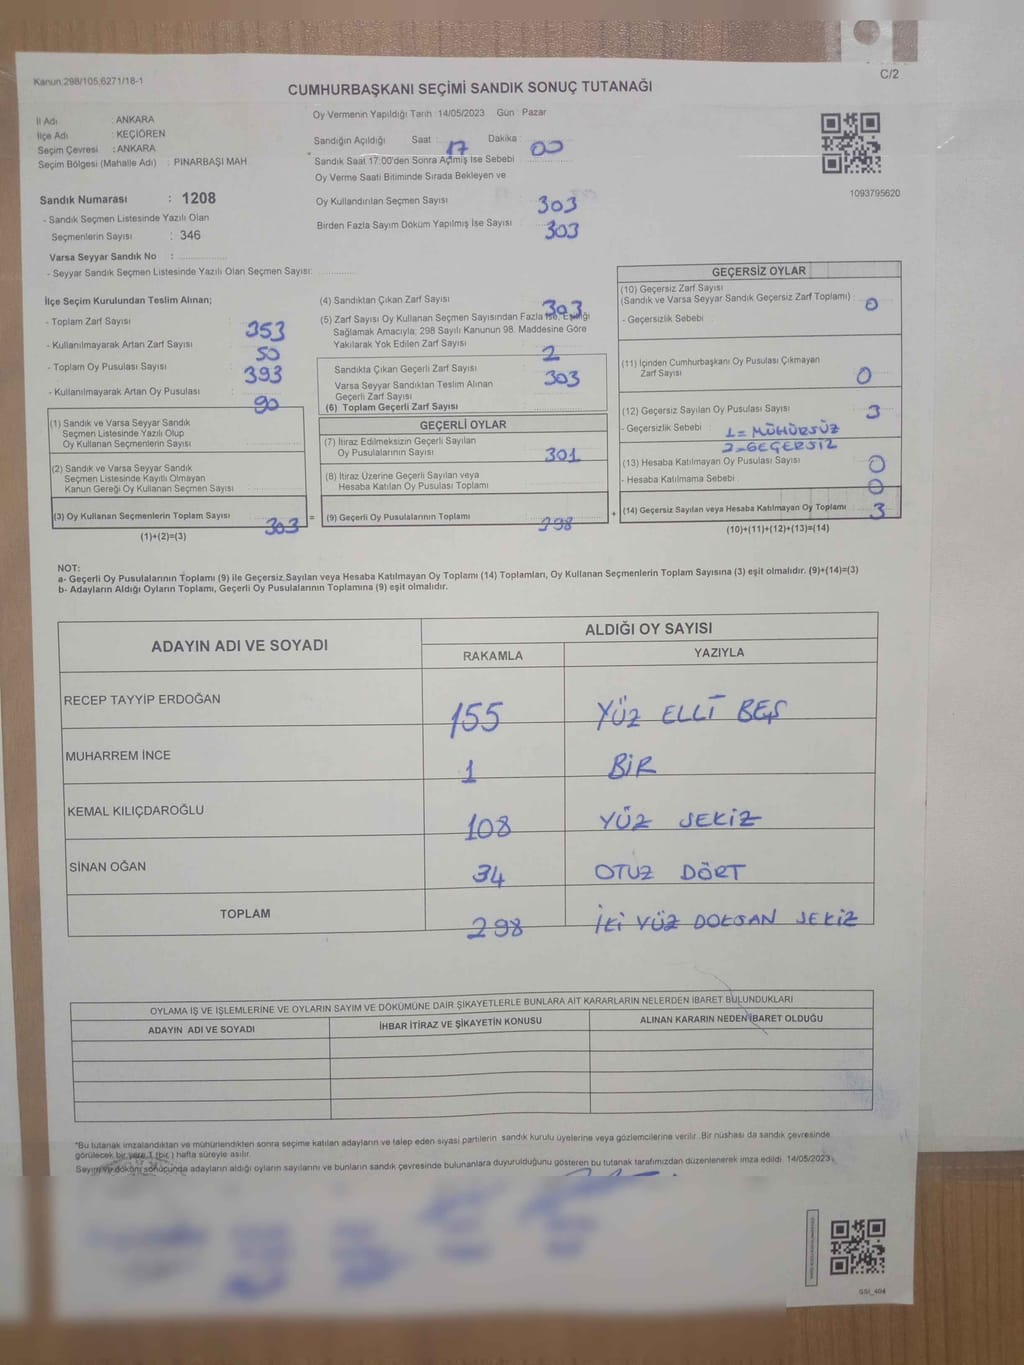 Kanun:298/105,6271/18-1
C/2
CUMHURBAŞKANI SEÇİMİ SANDIK SONUÇ TUTANAĞI
İl Adı : ANKARA
İlçe Adı : KEÇİÖREN
Seçim Çevresi : ANKARA
Seçim Bölgesi (Mahalle Adı) : PINARBAŞI MAH
Oy Vermenin Yapıldığı Tarih :14/05/2023 Gün : Pazar
Sandığın Açıldığı Saat : 17 Dakika : 00
Sandık Saat 17:00'den Sonra Açılmış İse Sebebi
Oy Verme Saati Bitiminde Sırada Bekleyen ve
Oy Kullandırılan Seçmen Sayısı 303
Birden Fazla Sayım Döküm Yapılmış İse Sayısı 303
1093795620
Sandık Numarası : 1208
- Sandık Seçmen Listesinde Yazılı Olan
Seçmenlerin Sayısı : 346
Varsa Seyyar Sandık No :
- Seyyar Sandık Seçmen Listesinde Yazılı Olan Seçmen Sayısı:
İlçe Seçim Kurulundan Teslim Alınan;
- Toplam Zarf Sayısı 353
- Kullanılmayarak Artan Zarf Sayısı 50
- Toplam Oy Pusulası Sayısı 393
- Kullanılmayarak Artan Oy Pusulası 90
(1) Sandık ve Varsa Seyyar Sandık
Seçmen Listesinde Yazılı Olup
Oy Kullanan Seçmenlerin Sayısı
(2) Sandık ve Varsa Seyyar Sandık
Seçmen Listesinde Kayıtlı Olmayan
Kanun Gereği Oy Kullanan Seçmen Sayısı
(3) Oy Kullanan Seçmenlerin Toplam Sayısı 303 =
(1)+(2)=(3)
(4) Sandıktan Çıkan Zarf Sayısı 303
(5) Zarf Sayısı Oy Kullanan Seçmen Sayısından Fazla İse, Eşitliği
Sağlamak Amacıyla; 298 Sayılı Kanunun 98. Maddesine Göre
Yakılarak Yok Edilen Zarf Sayısı 2
Sandıkta Çıkan Geçerli Zarf Sayısı 303
Varsa Seyyar Sandıktan Teslim Alınan
Geçerli Zarf Sayısı
(6) Toplam Geçerli Zarf Sayısı
GEÇERLİ OYLAR
(7) İtiraz Edilmeksizin Geçerli Sayılan
Oy Pusulalarının Sayısı 301
(8) İtiraz Üzerine Geçerli Sayılan veya
Hesaba Katılan Oy Pusulası Toplamı
(9) Geçerli Oy Pusulalarının Toplamı 298 +
GEÇERSİZ OYLAR
(10) Geçersiz Zarf Sayısı
(Sandık ve Varsa Seyyar Sandık Geçersiz Zarf Toplamı) : 0
- Geçersizlik Sebebi :
(11) İçinden Cumhurbaşkanı Oy Pusulası Çıkmayan
Zarf Sayısı 0
(12) Geçersiz Sayılan Oy Pusulası Sayısı 3
- Geçersizlik Sebebi : 1= MÜHÜRSÜZ
2=GEÇERSİZ
(13) Hesaba Katılmayan Oy Pusulası Sayısı 0
- Hesaba Katılmama Sebebi : 0
(14) Geçersiz Sayılan veya Hesaba Katılmayan Oy Toplamı 3
(10)+(11)+(12)+(13)=(14)
NOT:
a- Geçerli Oy Pusulalarının Toplamı (9) ile Geçersiz Sayılan veya Hesaba Katılmayan Oy Toplamı (14) Toplamları, Oy Kullanan Seçmenlerin Toplam Sayısına (3) eşit olmalıdır. (9)+(14)=(3)
b- Adayların Aldığı Oyların Toplamı, Geçerli Oy Pusulalarının Toplamına (9) eşit olmalıdır.
ADAYIN ADI VE SOYADI
ALDIĞI OY SAYISI
RAKAMLA YAZIYLA
RECEP TAYYİP ERDOĞAN 155 YÜZ ELLİ BEŞ
MUHARREM İNCE 1 BİR
KEMAL KILIÇDAROĞLU 108 YÜZ SEKİZ
SİNAN OĞAN 34 OTUZ DÖRT
TOPLAM 298 İKİ YÜZ DOKSAN SEKİZ
OYLAMA İŞ VE İŞLEMLERİNE VE OYLARIN SAYIM VE DÖKÜMÜNE DAİR ŞİKAYETLERLE BUNLARA AİT KARARLARIN NELERDEN İBARET BULUNDUKLARI
ADAYIN ADI VE SOYADI İHBAR İTİRAZ VE ŞİKAYETİN KONUSU ALINAN KARARIN NEDEN İBARET OLDUĞU
*Bu tutanak imzalandıktan ve mühürlendikten sonra seçime katılan adayların ve talep eden siyasi partilerin sandık kurulu üyelerine veya gözlemcilerine verilir. Bir nüshası da sandık çevresinde
görülecek bir yere 1 (bir) hafta süreyle asılır.
Sayım ve döküm sonucunda adayların aldığı oyların sayılarını ve bunların sandık çevresinde bulunanlara duyurulduğunu gösteren bu tutanak tarafımızdan düzenlenerek imza edildi. 14/05/2023
GSI_404